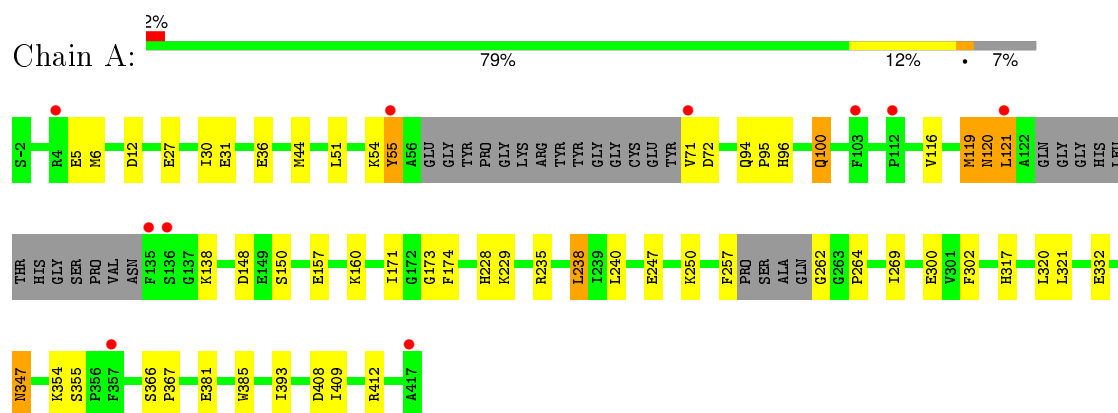 2%
Chain A:
79% 12% • 7%
S-2 R4 E5 M6 D12 E27 I30 E31 E36 M44 L51 K54 Y55 A56 GLU GLY TYR PRO GLY LYS ARG TYR TYR GLY GLY CYS GLU TYR V71 D72 Q94 P95 H96 Q100 F103 P112 V116 M119 N120 L121 A122 GLN GLY GLY HIS LEU
THR HIS GLY SER PRO VAL ASN F135 S136 G137 K138 D148 E149 S150 E157 K160 I171 G172 G173 F174 H228 K229 R235 L238 I239 L240 E247 K250 F257 PRO SER ALA GLN G262 G263 P264 I269 E300 V301 F302 H317 L320 L321 E332
N347 K354 S355 P356 F357 S366 P367 E381 W385 I393 D408 I409 R412 A417